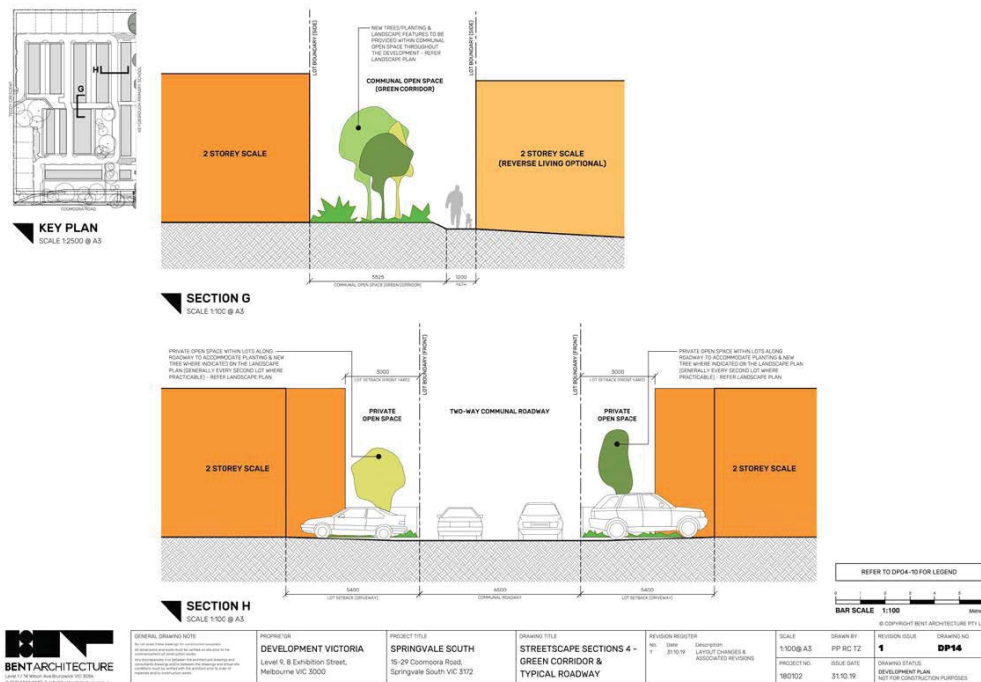 TEDDY CRESCENT
KEYSBOROUGH PRIMARY SCHOOL
H
G
COOMOORA ROAD
KEY PLAN
SCALE 1:2500 @ A3
NEW TREES/PLANTING &
LANDSCAPE FEATURES TO BE
PROVIDED WITHIN COMMUNAL
OPEN SPACE THROUGHOUT
THE DEVELOPMENT - REFER
LANDSCAPE PLAN
LOT BOUNDARY (SIDE)
LOT BOUNDARY (SIDE)
COMMUNAL OPEN SPACE
(GREEN CORRIDOR)
2 STOREY SCALE
2 STOREY SCALE
(REVERSE LIVING OPTIONAL)
5525
1200
COMMUNAL OPEN SPACE (GREEN CORRIDOR)
PATH
SECTION G
SCALE 1:100 @ A3
PRIVATE OPEN SPACE WITHIN LOTS ALONG
ROADWAY TO ACCOMMODATE PLANTING & NEW
TREE WHERE INDICATED ON THE LANDSCAPE
PLAN (GENERALLY EVERY SECOND LOT WHERE
PRACTICABLE) - REFER LANDSCAPE PLAN
LOT BOUNDARY (FRONT)
LOT BOUNDARY (FRONT)
PRIVATE OPEN SPACE WITHIN LOTS ALONG
ROADWAY TO ACCOMMODATE PLANTING & NEW
TREE WHERE INDICATED ON THE LANDSCAPE PLAN
(GENERALLY EVERY SECOND LOT WHERE
PRACTICABLE) - REFER LANDSCAPE PLAN
3000
LOT SETBACK (FRONT YARD)
3000
LOT SETBACK (FRONT YARD)
PRIVATE
OPEN SPACE
TWO-WAY COMMUNAL ROADWAY
PRIVATE
OPEN SPACE
2 STOREY SCALE
2 STOREY SCALE
5400
6500
5400
LOT SETBACK (DRIVEWAY)
COMMUNAL ROADWAY
LOT SETBACK (DRIVEWAY)
SECTION H
SCALE 1:100 @ A3
REFER TO DP04-10 FOR LEGEND
0 1 2 3 4 5
BAR SCALE 1:100
© COPYRIGHT BENT ARCHITECTURE PTY L
BENT ARCHITECTURE
GENERAL DRAWING NOTE
PROPRIETOR
DEVELOPMENT VICTORIA
Level 9, 8 Exhibition Street,
Melbourne VIC 3000
PROJECT TITLE
SPRINGVALE SOUTH
15-29 Coomoora Road,
Springvale South VIC 3172
DRAWING TITLE
STREETSCAPE SECTIONS 4 -
GREEN CORRIDOR &
TYPICAL ROADWAY
REVISION REGISTER
No. Date Description
1 31.10.19 LAYOUT CHANGES &
ASSOCIATED REVISIONS
SCALE
1:100@ A3
DRAWN BY
PP RC TZ
REVISION ISSUE
1
DRAWING NO.
DP14
PROJECT NO.
180102
ISSUE DATE
31.10.19
DRAWING STATUS
DEVELOPMENT PLAN
NOT FOR CONSTRUCTION PURPOSES